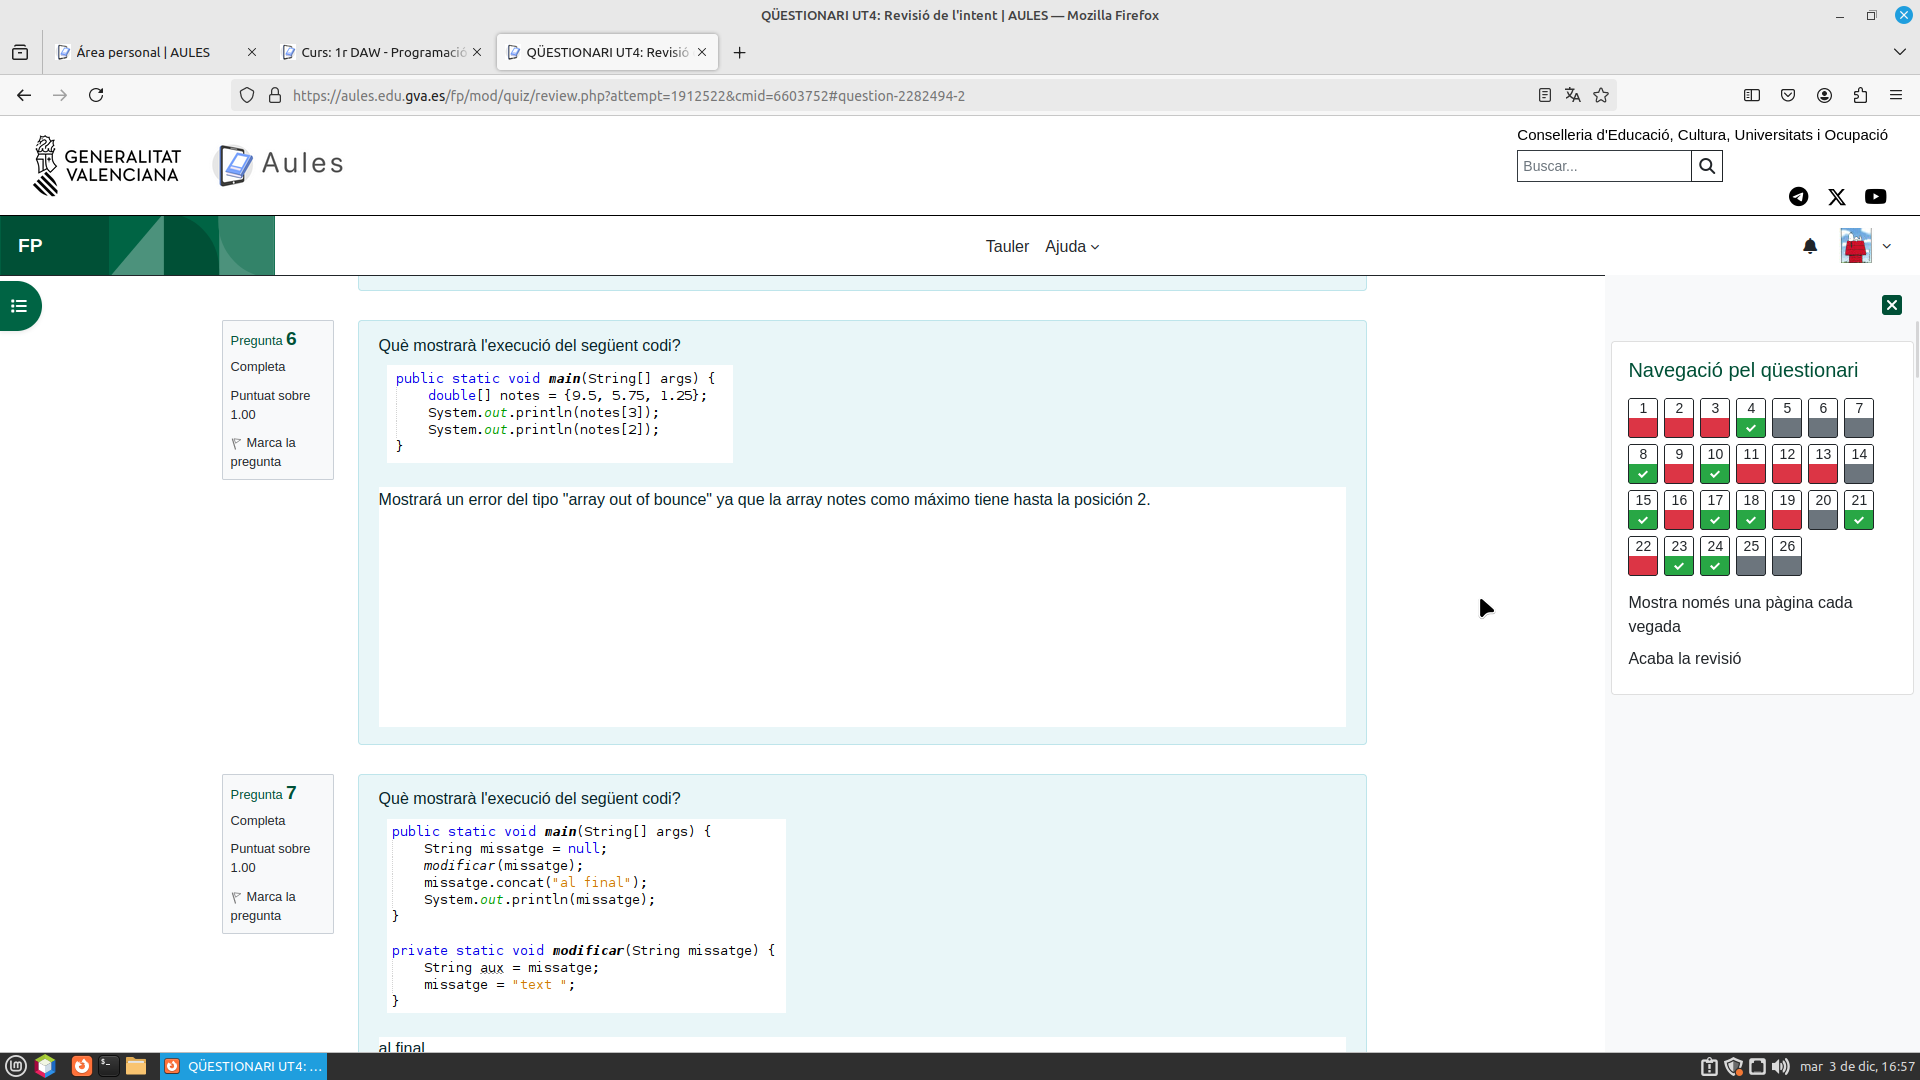 QÜESTIONARI UT4: Revisió de l'intent | AULES — Mozilla Firefox
Área personal | AULES
Curs: 1r DAW - Programació
QÜESTIONARI UT4: Revisió
https://aules.edu.gva.es/fp/mod/quiz/review.php?attempt=1912522&cmid=6603752#question-2282494-2
GENERALITAT
VALENCIANA
Aules
Conselleria d'Educació, Cultura, Universitats i Ocupació
Buscar...
FP
Tauler
Ajuda
Pregunta 6
Completa
Puntuat sobre
1.00
Marca la
pregunta
Què mostrarà l'execució del següent codi?
public static void main(String[] args) {
double[] notes = {9.5, 5.75, 1.25};
System.out.println(notes[3]);
System.out.println(notes[2]);
}
Mostrará un error del tipo "array out of bounce" ya que la array notes como máximo tiene hasta la posición 2.
Pregunta 7
Completa
Puntuat sobre
1.00
Marca la
pregunta
Què mostrarà l'execució del següent codi?
public static void main(String[] args) {
String missatge = null;
modificar(missatge);
missatge.concat("al final");
System.out.println(missatge);
}
private static void modificar(String missatge) {
String aux = missatge;
missatge = "text ";
}
al final
Navegació pel qüestionari
1 2 3 4 5 6 7
8 9 10 11 12 13 14
15 16 17 18 19 20 21
22 23 24 25 26
Mostra només una pàgina cada
vegada
Acaba la revisió
QÜESTIONARI UT4: ...
mar 3 de dic, 16:57